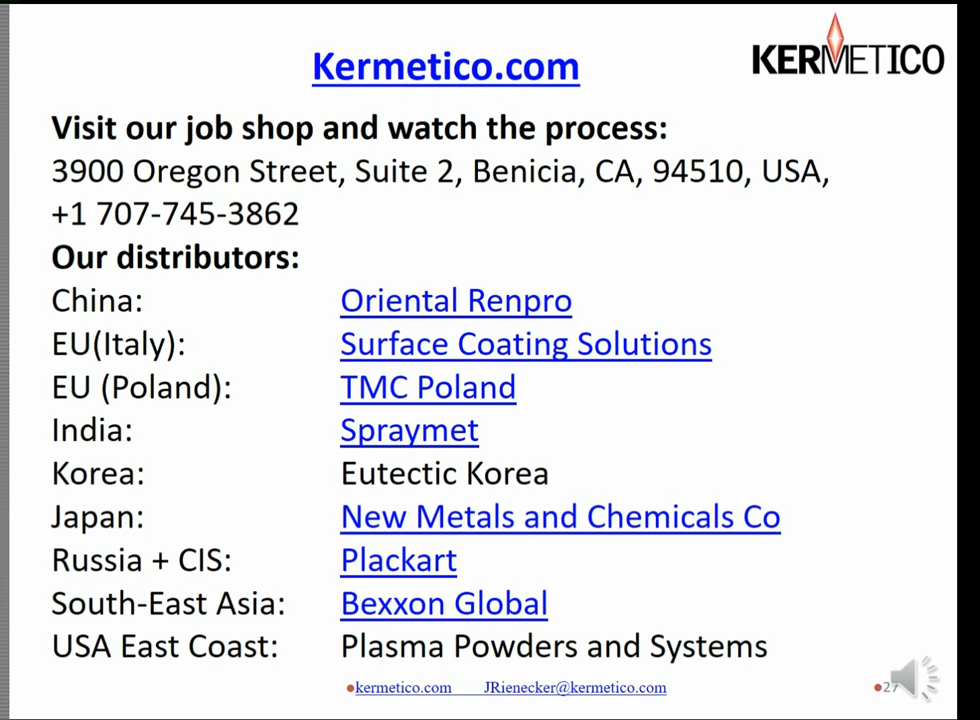 KERMETICO
Kermetico.com
Visit our job shop and watch the process:
3900 Oregon Street, Suite 2, Benicia, CA, 94510, USA,
+1 707-745-3862
Our distributors:
China: Oriental Renpro
EU(Italy): Surface Coating Solutions
EU (Poland): TMC Poland
India: Spraymet
Korea: Eutectic Korea
Japan: New Metals and Chemicals Co
Russia + CIS: Plackart
South-East Asia: Bexxon Global
USA East Coast: Plasma Powders and Systems
•kermetico.com JRienecker@kermetico.com
•27